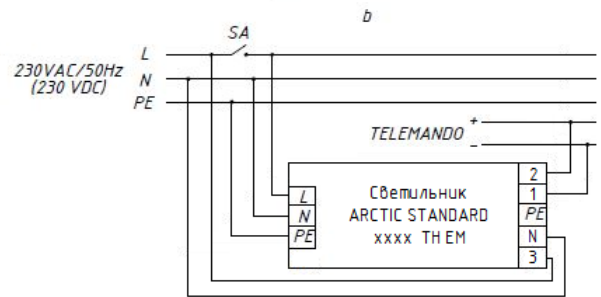 b
SA
L
230VAC/50Hz
(230 VDC)
N
PE
TELEMANDO
+
–
L
N
PE
Светильник
ARCTIC STANDARD
xxxx TH EM
2
1
PE
N
3